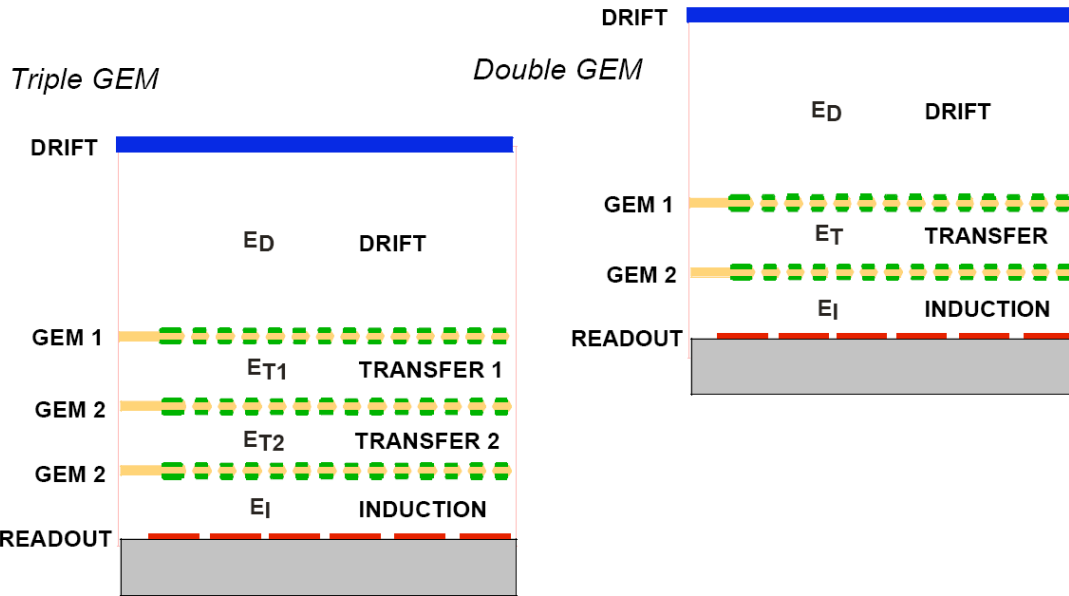 Triple GEM
DRIFT
ED DRIFT
GEM 1
ET1 TRANSFER 1
GEM 2
ET2 TRANSFER 2
GEM 2
EI INDUCTION
READOUT
Double GEM
DRIFT
ED DRIFT
GEM 1
ET TRANSFER
GEM 2
EI INDUCTION
READOUT